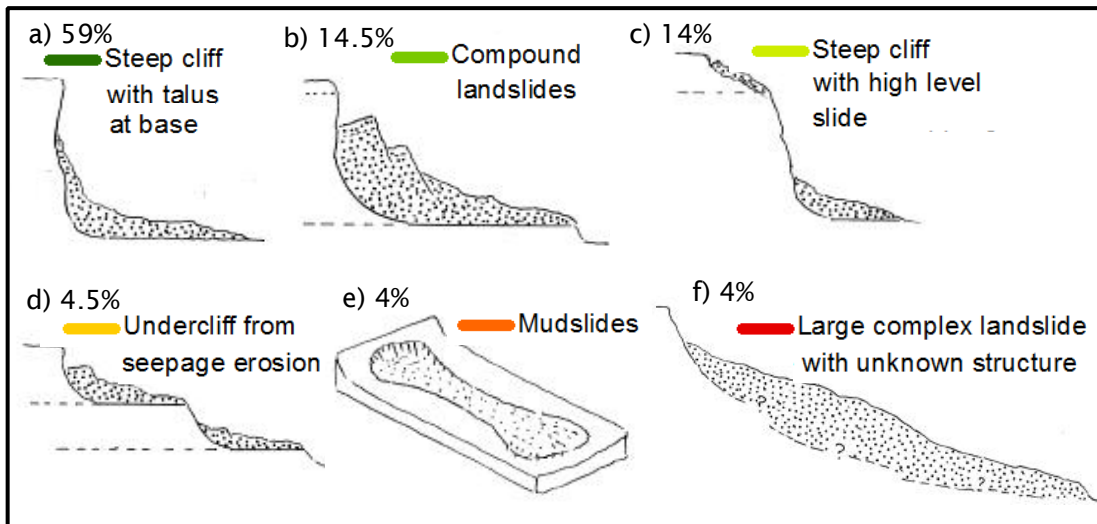 a) 59%
Steep cliff
with talus
at base
b) 14.5%
Compound
landslides
c) 14%
Steep cliff
with high level
slide
d) 4.5%
Undercliff from
seepage erosion
e) 4%
Mudslides
f) 4%
Large complex landslide
with unknown structure
?
?
?